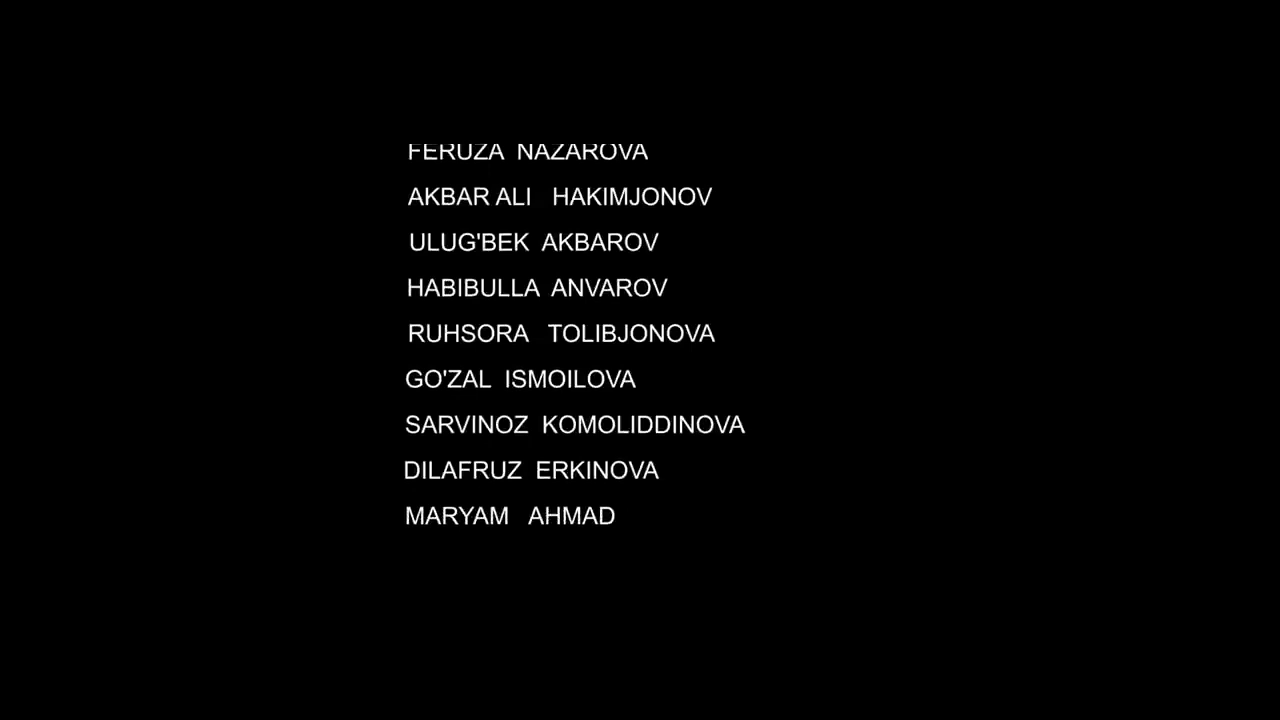 FERUZA NAZAROVA
AKBAR ALI HAKIMJONOV
ULUG'BEK AKBAROV
HABIBULLA ANVAROV
RUHSORA TOLIBJONOVA
GO'ZAL ISMOILOVA
SARVINOZ KOMOLIDDINOVA
DILAFRUZ ERKINOVA
MARYAM AHMAD